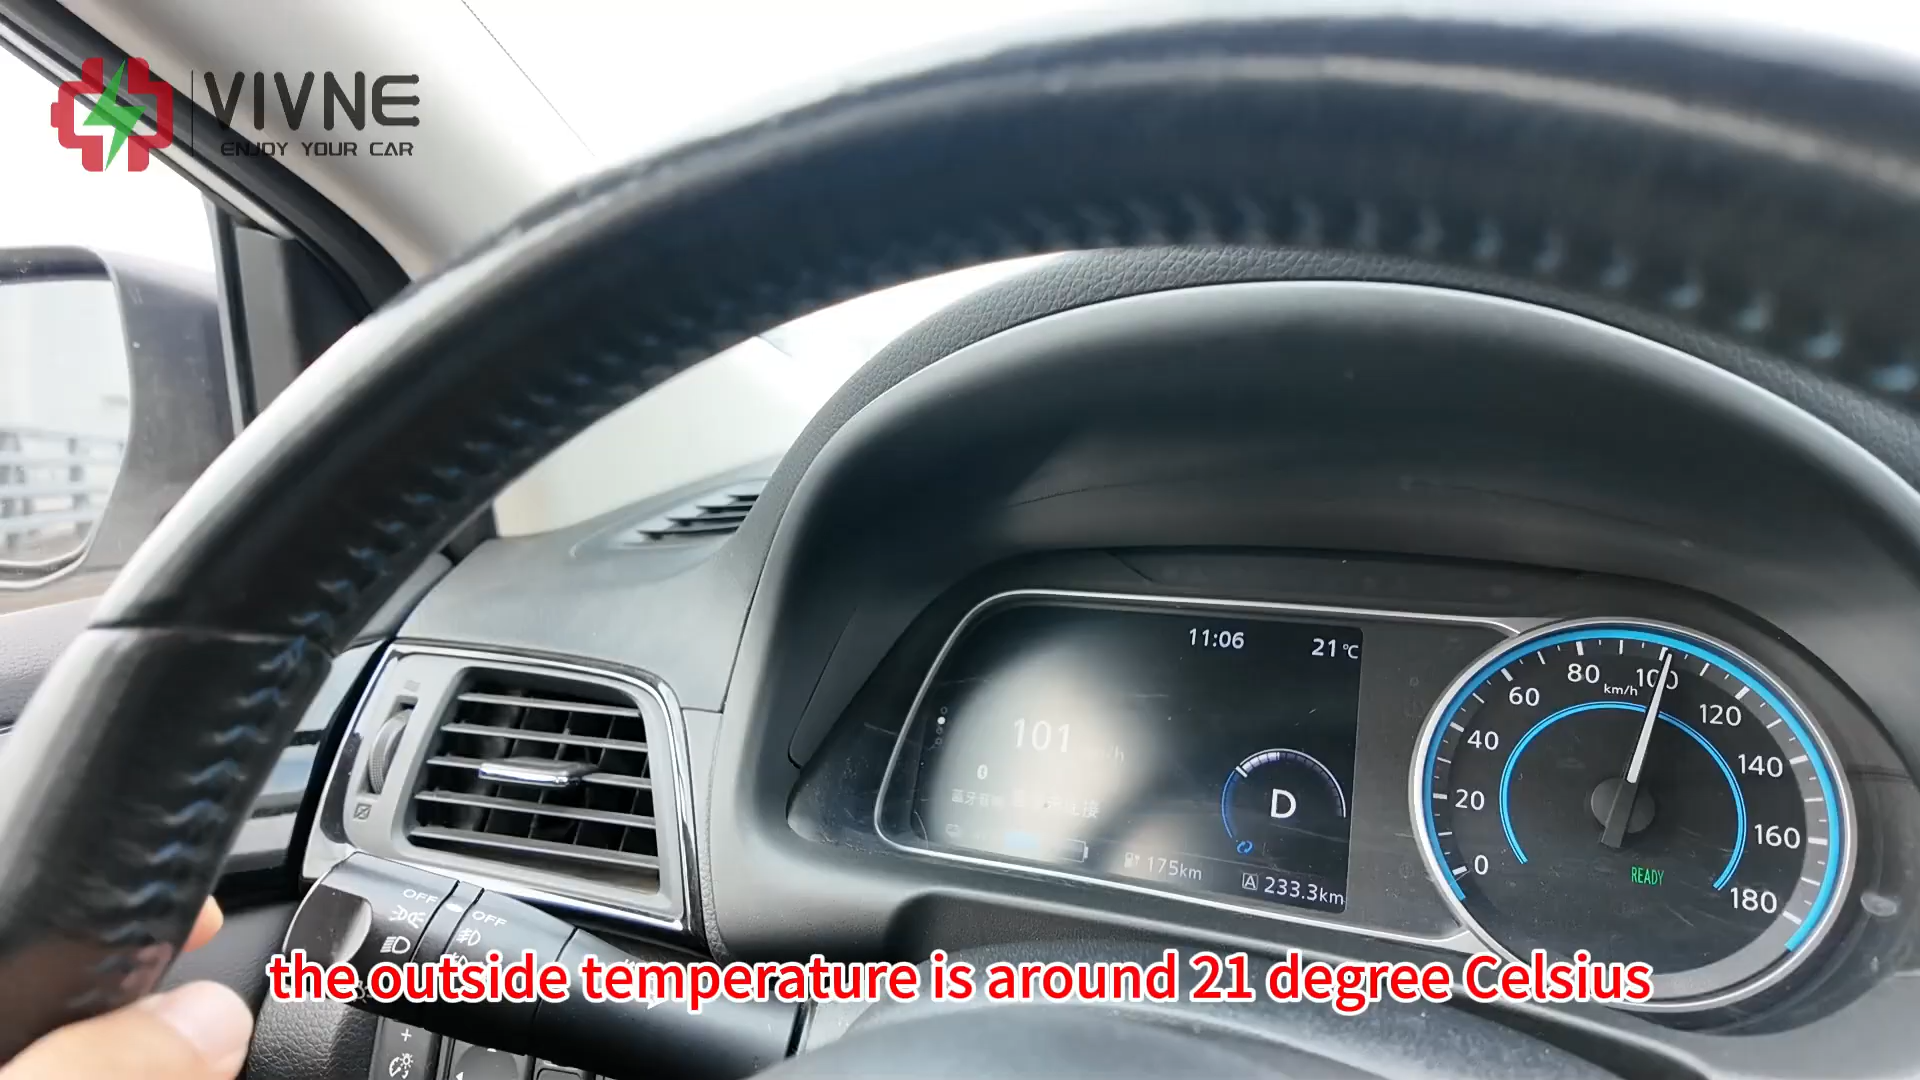 VIVNE
ENJOY YOUR CAR
11:06
21℃
101
0
175km
A 233.3km
D
0
20
40
60
80
100
120
140
160
180
km/h
READY
OFF
OFF
the outside temperature is around 21 degree Celsius